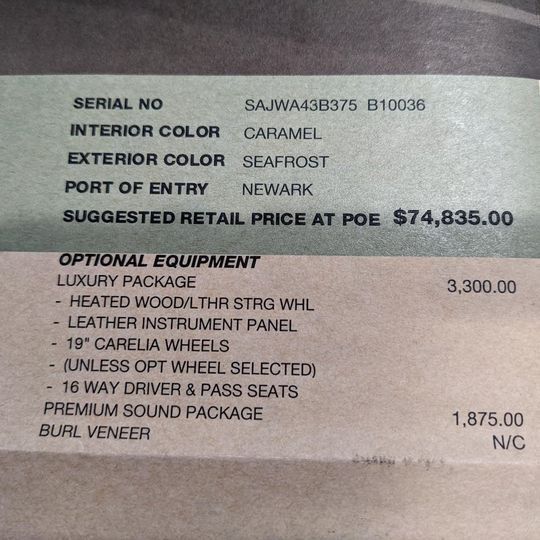 SERIAL NO SAJWA43B375 B10036
INTERIOR COLOR CARAMEL
EXTERIOR COLOR SEAFROST
PORT OF ENTRY NEWARK
SUGGESTED RETAIL PRICE AT POE $74,835.00
OPTIONAL EQUIPMENT
LUXURY PACKAGE 3,300.00
- HEATED WOOD/LTHR STRG WHL
- LEATHER INSTRUMENT PANEL
- 19" CARELIA WHEELS
- (UNLESS OPT WHEEL SELECTED)
- 16 WAY DRIVER & PASS SEATS
PREMIUM SOUND PACKAGE 1,875.00
BURL VENEER N/C